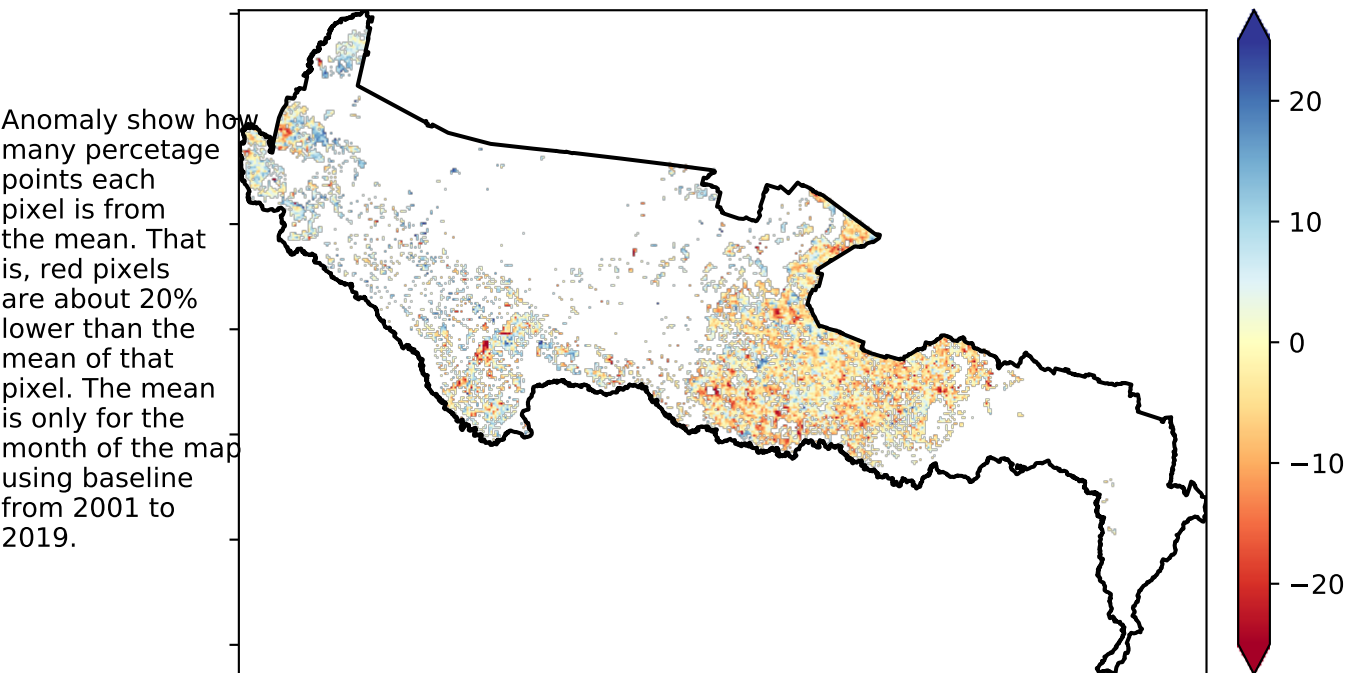 Anomaly show how
many percetage
points each
pixel is from
the mean. That
is, red pixels
are about 20%
lower than the
mean of that
pixel. The mean
is only for the
month of the map
using baseline
from 2001 to
2019.
20
10
0
−10
−20